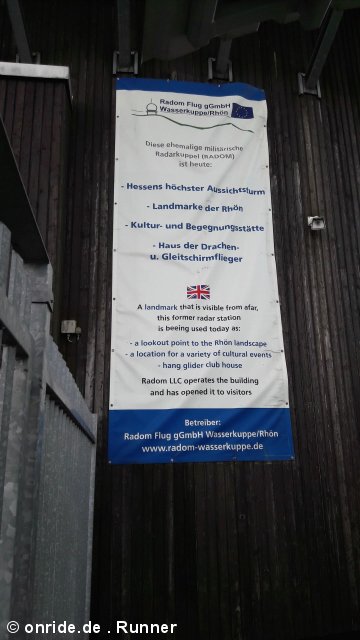 Radom Flug gGmbH
Wasserkuppe/Rhön
Diese ehemalige militärische
Radarkuppel (RADOM)
ist heute:
- Hessens höchster Aussichtsturm
- Landmarke der Rhön
- Kultur- und Begegnungsstätte
- Haus der Drachen-
u. Gleitschirmflieger
A landmark that is visible from afar,
this former radar station
is beeing used today as:
- a lookout point to the Rhön landscape
- a location for a variety of cultural events
- hang glider club house
Radom LLC operates the building
and has opened it to visitors
Betreiber:
Radom Flug gGmbH Wasserkuppe/Rhön
www.radom-wasserkuppe.de
© onride.de . Runner